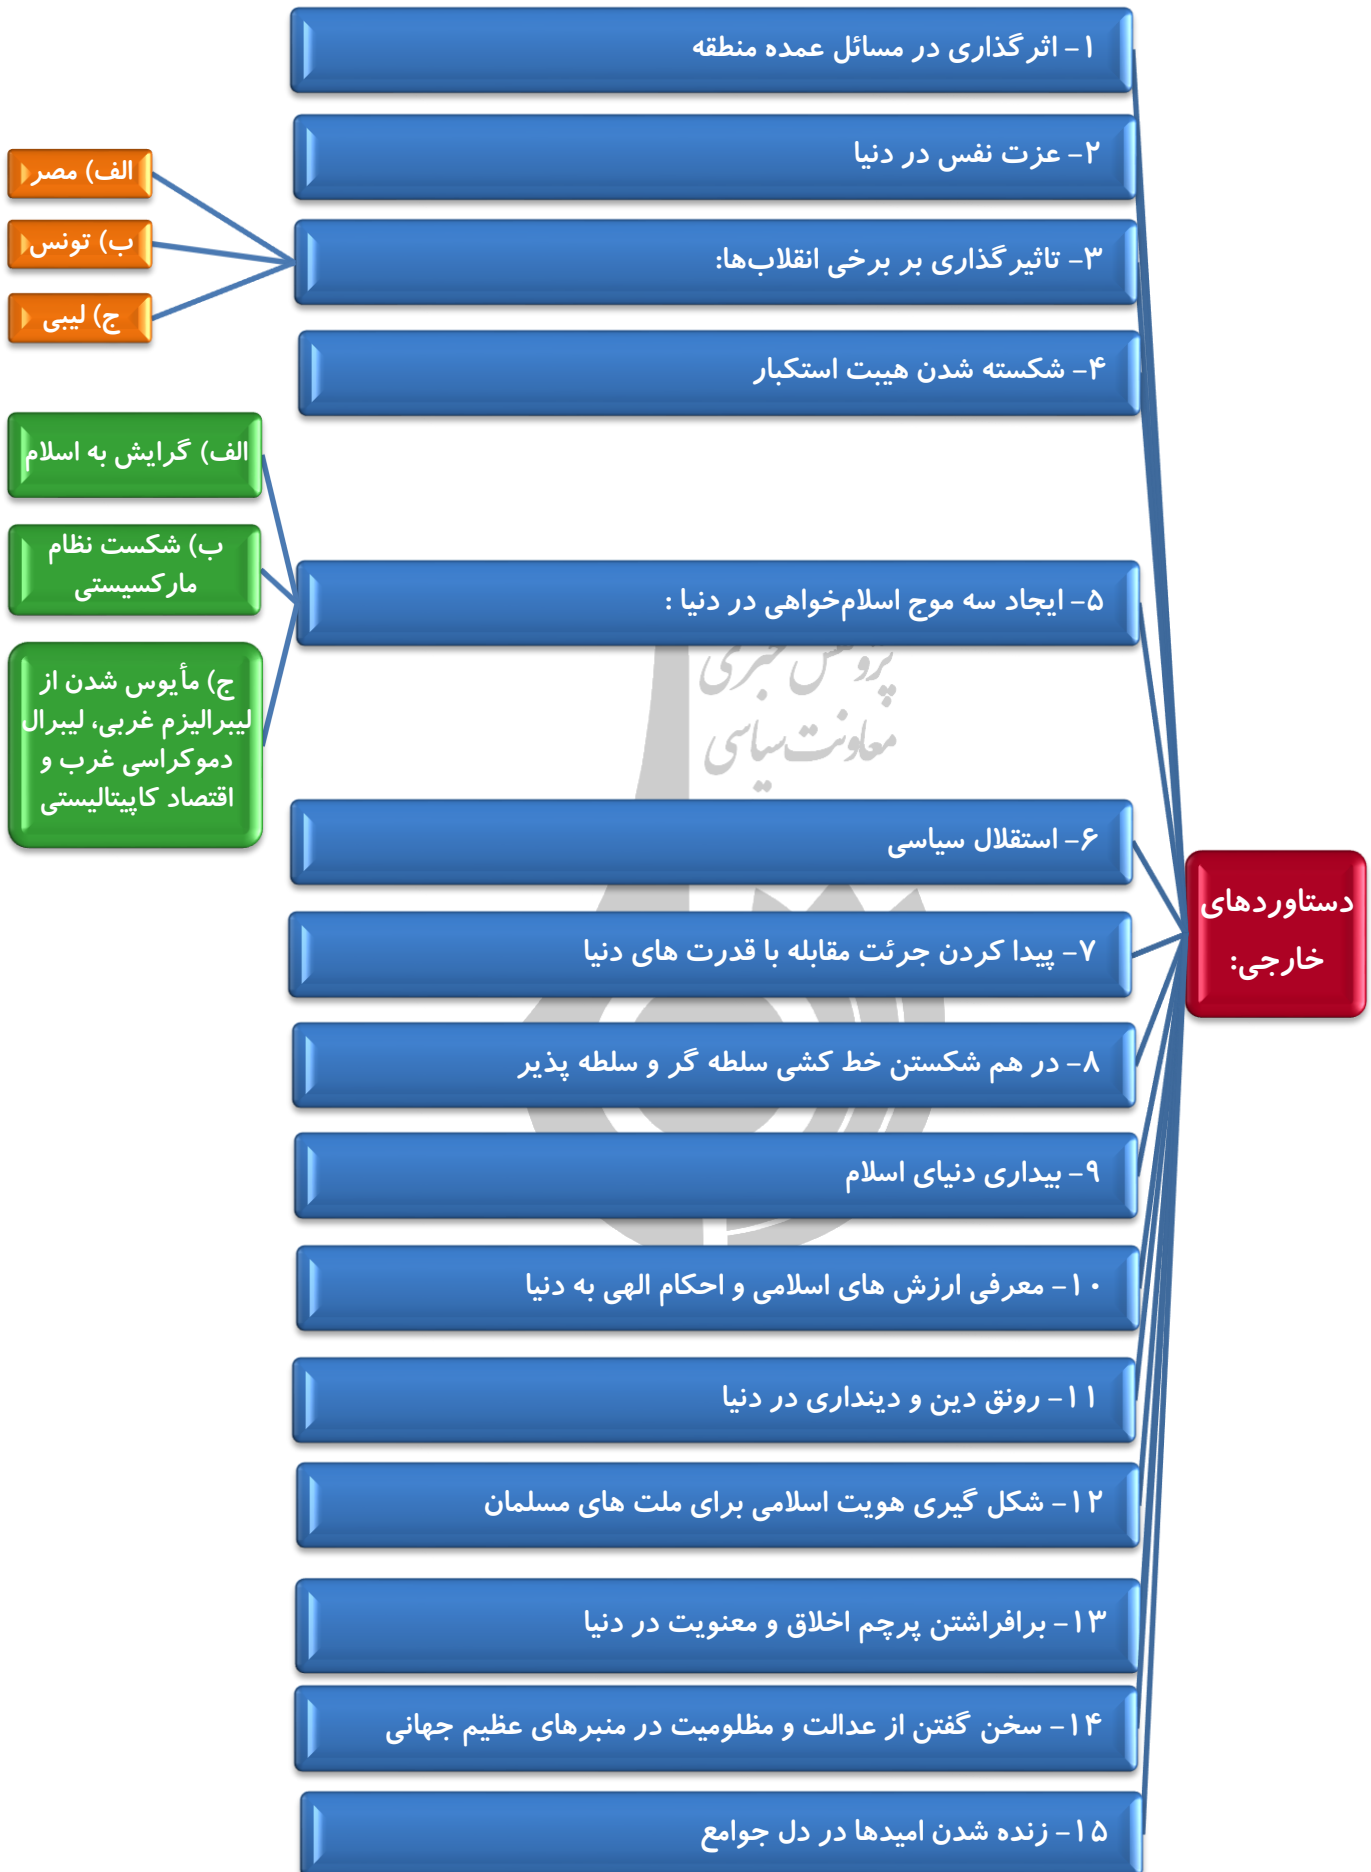 دستاوردهای
خارجی:
۱- اثرگذاری در مسائل عمده منطقه
۲- عزت نفس در دنیا
۳- تاثیرگذاری بر برخی انقلاب‌ها:
الف) مصر
ب) تونس
ج) لیبی
۴- شکسته شدن هیبت استکبار
۵- ایجاد سه موج اسلام‌خواهی در دنیا :
الف) گرایش به اسلام
ب) شکست نظام
مارکسیستی
ج) مأیوس شدن از
لیبرالیزم غربی، لیبرال
دموکراسی غرب و
اقتصاد کاپیتالیستی
پژوهش خبری
معاونت سیاسی
۶- استقلال سیاسی
۷- پیدا کردن جرئت مقابله با قدرت های دنیا
۸- در هم شکستن خط کشی سلطه گر و سلطه پذیر
۹- بیداری دنیای اسلام
۱۰- معرفی ارزش های اسلامی و احکام الهی به دنیا
۱۱- رونق دین و دینداری در دنیا
۱۲- شکل گیری هویت اسلامی برای ملت های مسلمان
۱۳- برافراشتن پرچم اخلاق و معنویت در دنیا
۱۴- سخن گفتن از عدالت و مظلومیت در منبرهای عظیم جهانی
۱۵- زنده شدن امیدها در دل جوامع